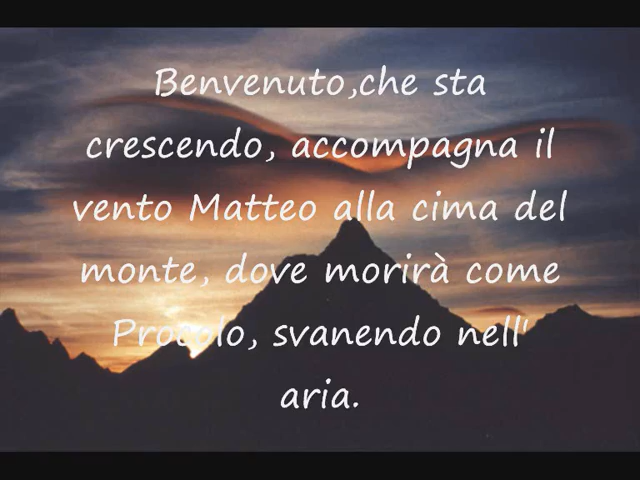 Benvenuto,che sta
crescendo, accompagna il
vento Matteo alla cima del
monte, dove morirà come
Procolo, svanendo nell'
aria.